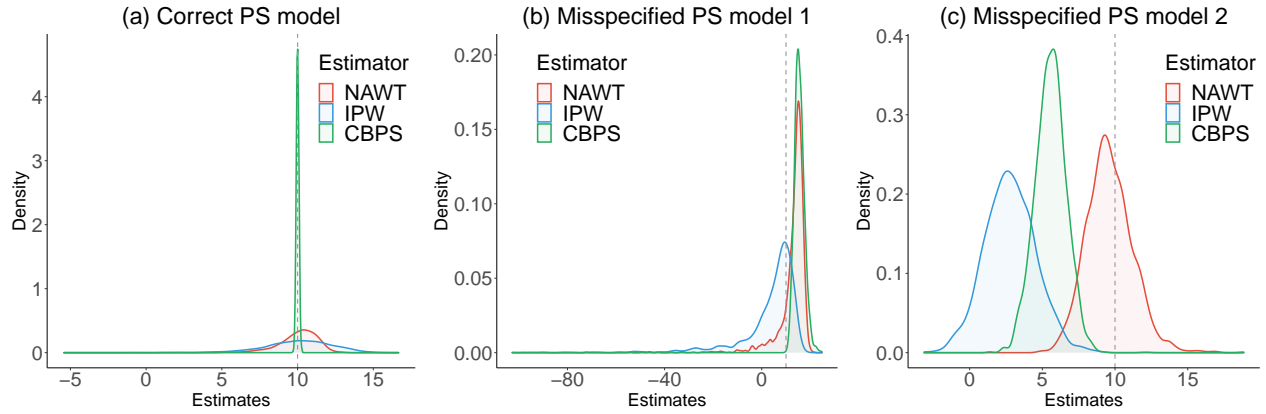 (a) Correct PS model
Density
4
3
2
1
0
Estimator
NAWT
IPW
CBPS
−5
0
5
10
15
Estimates
(b) Misspecified PS model 1
Density
0.20
0.15
0.10
0.05
0.00
Estimator
NAWT
IPW
CBPS
−80
−40
0
Estimates
(c) Misspecified PS model 2
Density
0.4
0.3
0.2
0.1
0.0
Estimator
NAWT
IPW
CBPS
0
5
10
15
Estimates